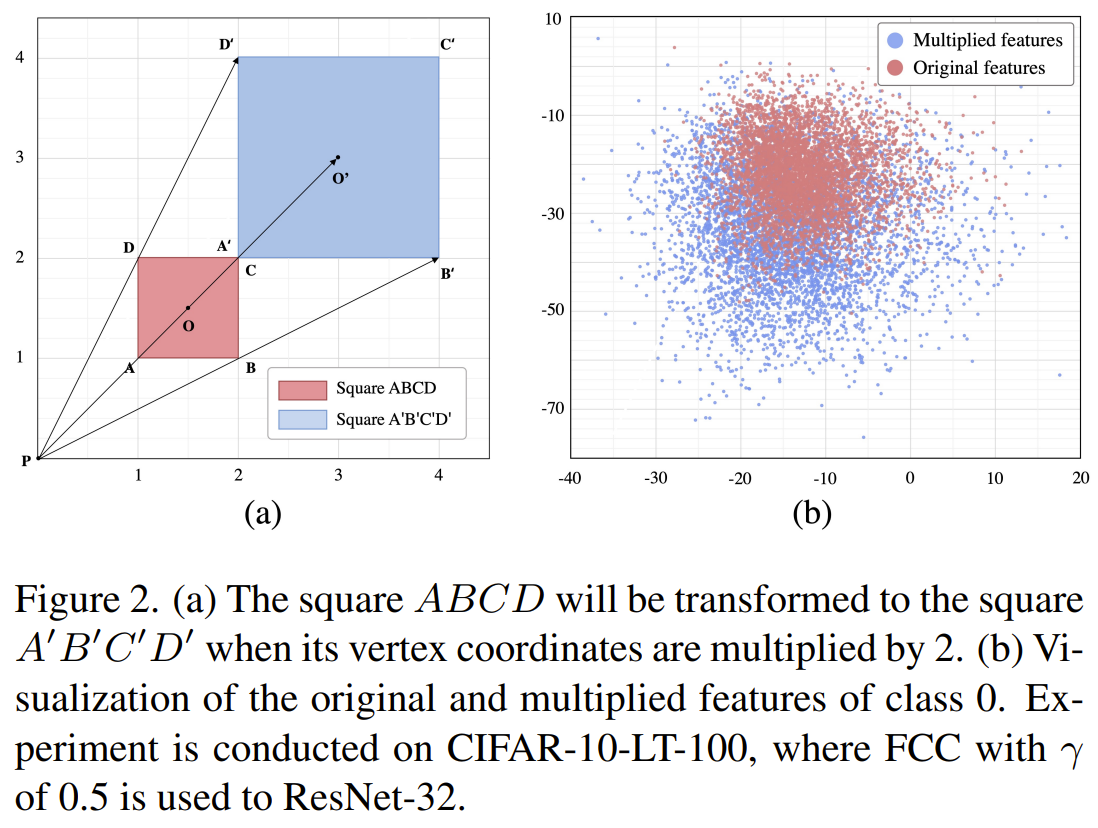 D'
C'
4
3
O'
D
A'
2
C
B'
O
1
A
B
Square ABCD
Square A'B'C'D'
P
1
2
3
4
(a)
10
Multiplied features
Original features
-10
-30
-50
-70
-40
-30
-20
-10
0
10
20
(b)
Figure 2. (a) The square ABCD will be transformed to the square
A′B′C′D′ when its vertex coordinates are multiplied by 2. (b) Vi-
sualization of the original and multiplied features of class 0. Ex-
periment is conducted on CIFAR-10-LT-100, where FCC with γ
of 0.5 is used to ResNet-32.